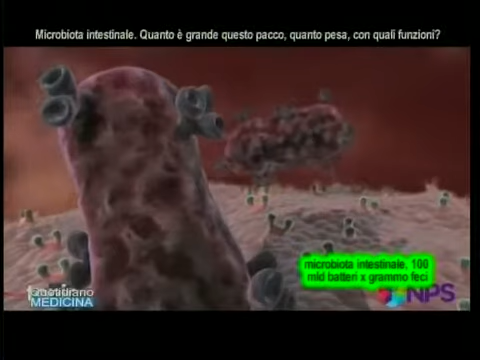 Microbiota intestinale. Quanto è grande questo pacco, quanto pesa, con quali funzioni?
microbiota intestinale, 100
mld batteri x grammo feci
Quotidiano
MEDICINA
NPS